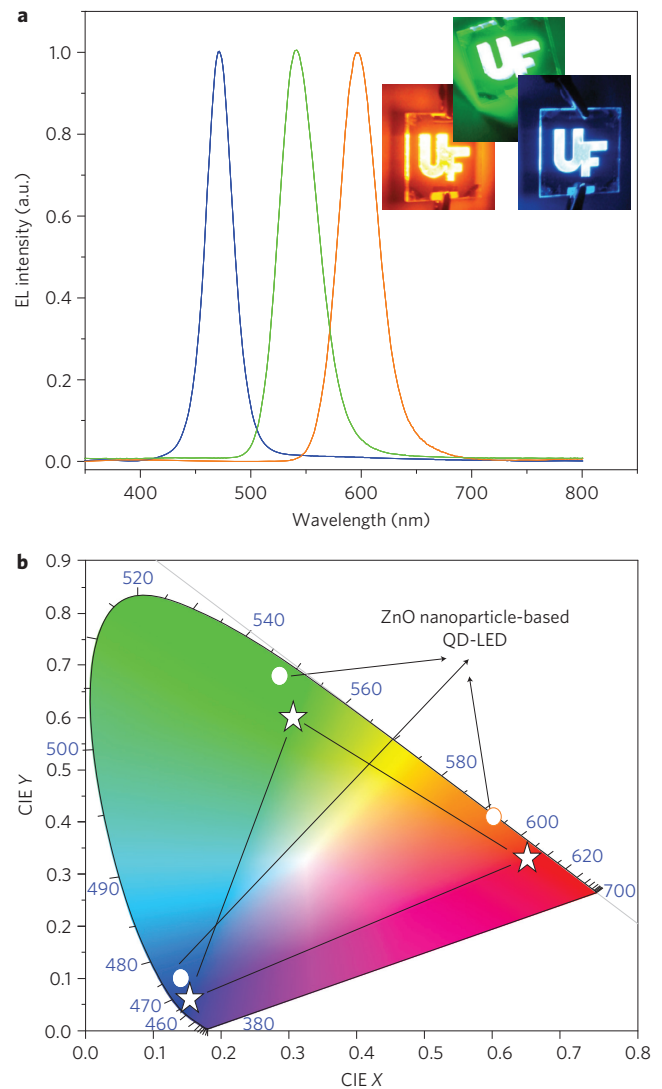 a
1.0
0.8
0.6
0.4
0.2
0.0
EL intensity (a.u.)
400 500 600 700 800
Wavelength (nm)
UF
UF
UF
b
0.9
0.8
0.7
0.6
0.5
0.4
0.3
0.2
0.1
0.0
CIE Y
520
540
560
580
600
620
700
500
490
480
470
460
380
ZnO nanoparticle-based
QD-LED
0.0 0.1 0.2 0.3 0.4 0.5 0.6 0.7 0.8
CIE X